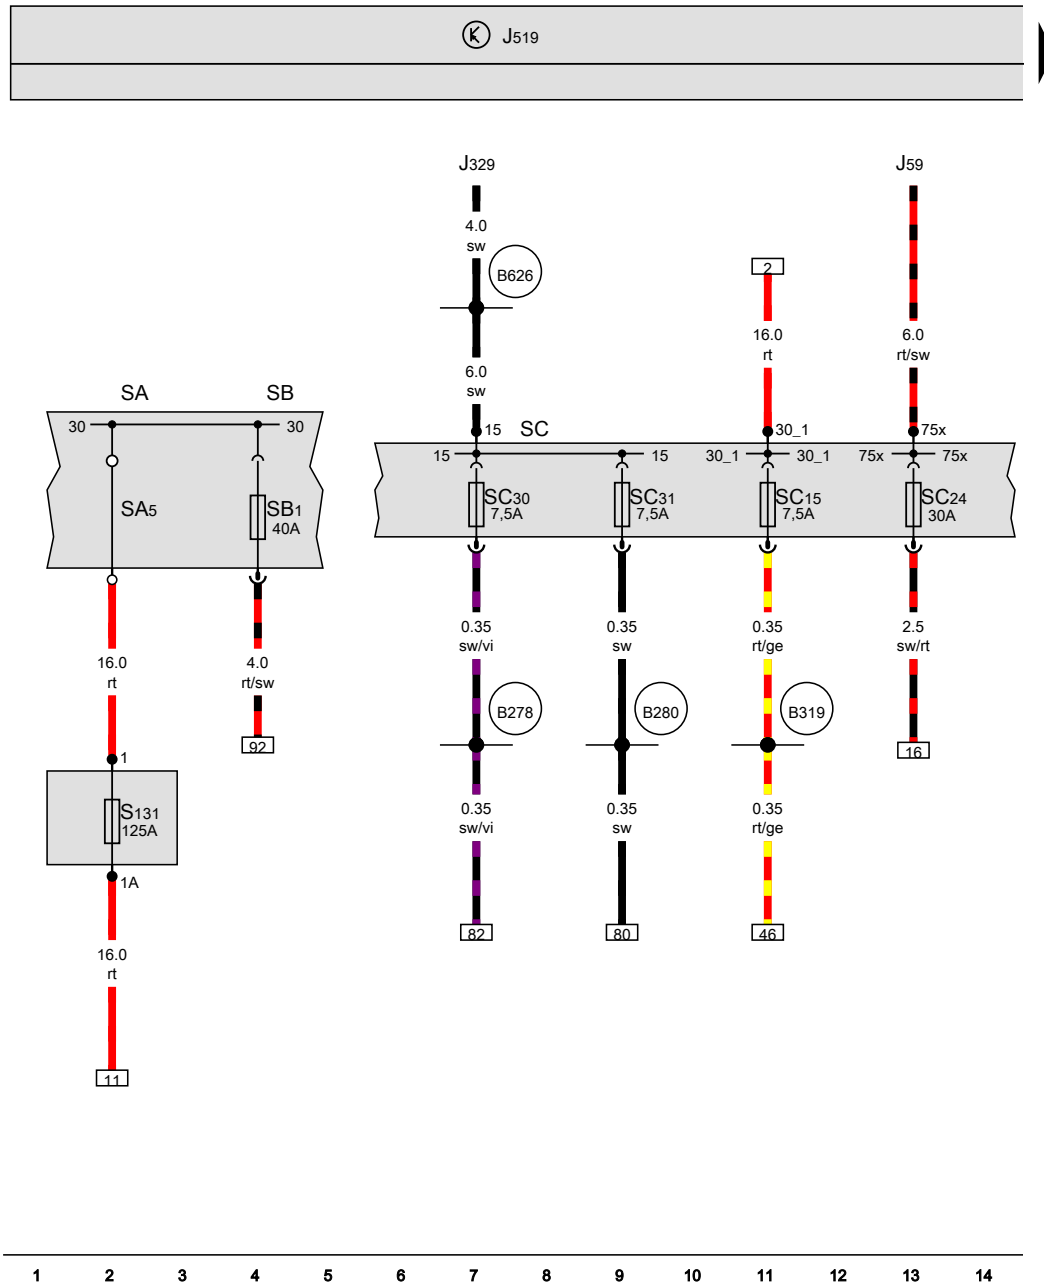 J519
J329
J59
4.0
sw
B626
2
16.0
rt
6.0
rt/sw
6.0
sw
SA
SB
30
30
15
SC
30_1
75x
15
15
30_1
30_1
75x
75x
SA5
SB1
40A
SC30
7,5A
SC31
7,5A
SC15
7,5A
SC24
30A
0.35
sw/vi
0.35
sw
0.35
rt/ge
2.5
sw/rt
16.0
rt
4.0
rt/sw
B278
B280
B319
92
16
1
S131
125A
0.35
sw/vi
0.35
sw
0.35
rt/ge
1A
82
80
46
16.0
rt
11
1 2 3 4 5 6 7 8 9 10 11 12 13 14